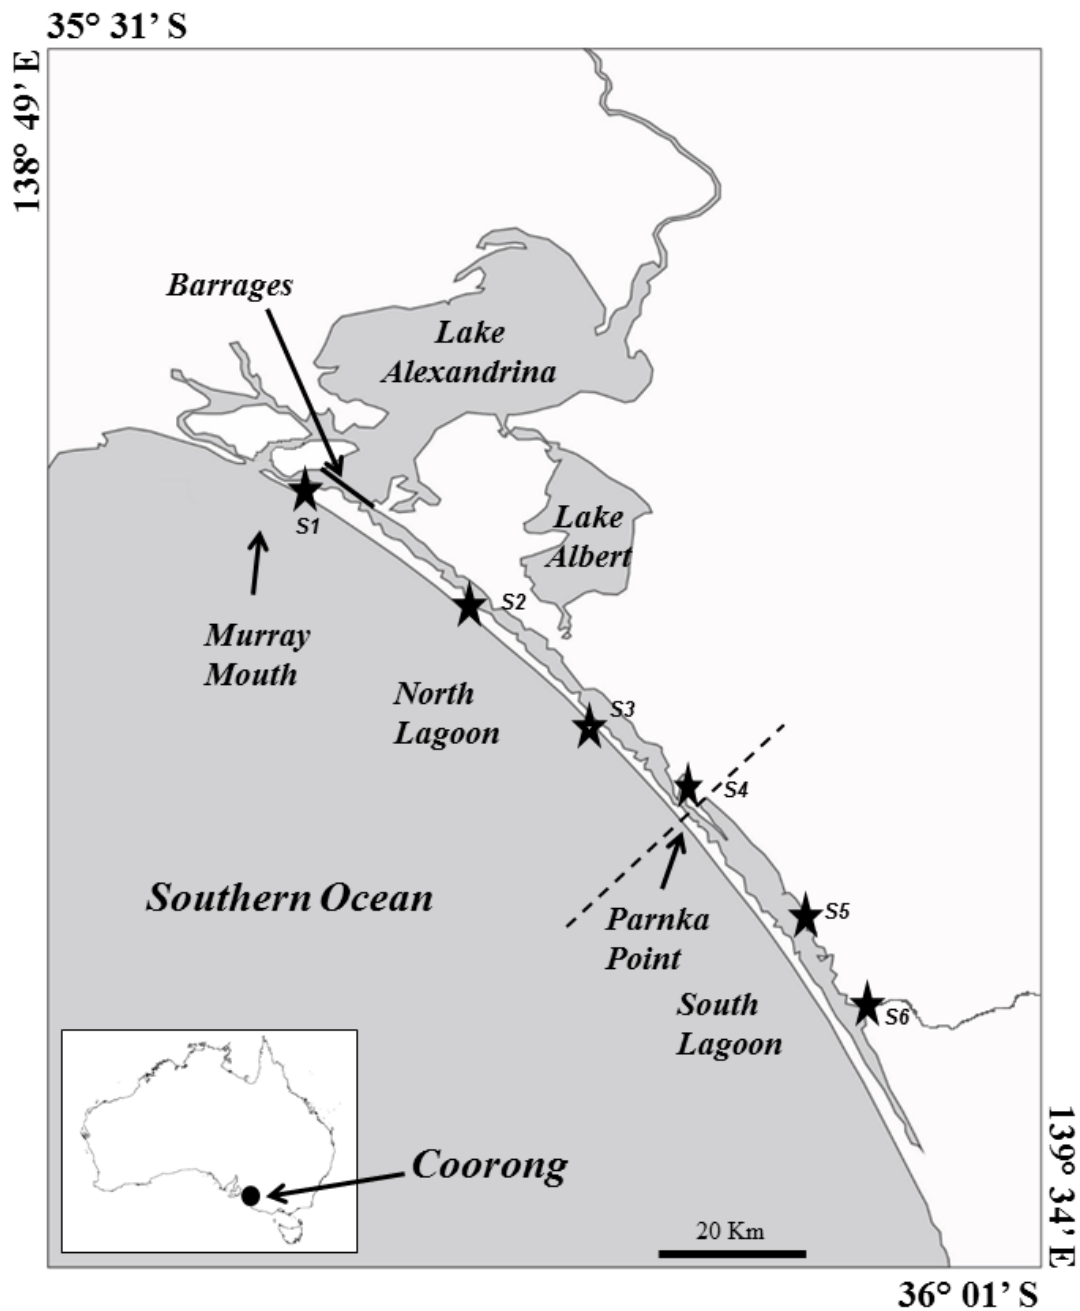 35° 31’ S
138° 49’ E
Barrages
Lake
Alexandrina
S1
Lake
Albert
S2
Murray
Mouth
North
Lagoon
S3
S4
Southern Ocean
Parnka
Point
S5
South
Lagoon
S6
Coorong
20 Km
139° 34’ E
36° 01’ S